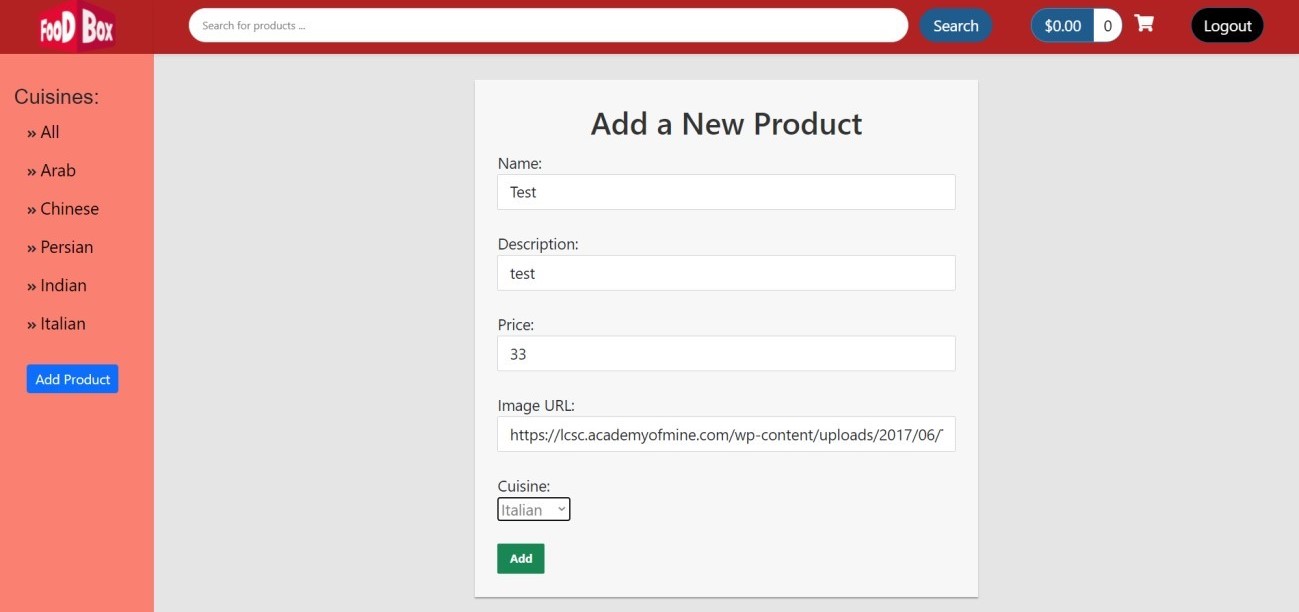 FooD Box
Search for products ...
Search
$0.00 0
Logout
Cuisines:
» All
» Arab
» Chinese
» Persian
» Indian
» Italian
Add Product
Add a New Product
Name:
Test
Description:
test
Price:
33
Image URL:
https://lcsc.academyofmine.com/wp-content/uploads/2017/06/
Cuisine:
Italian
Add